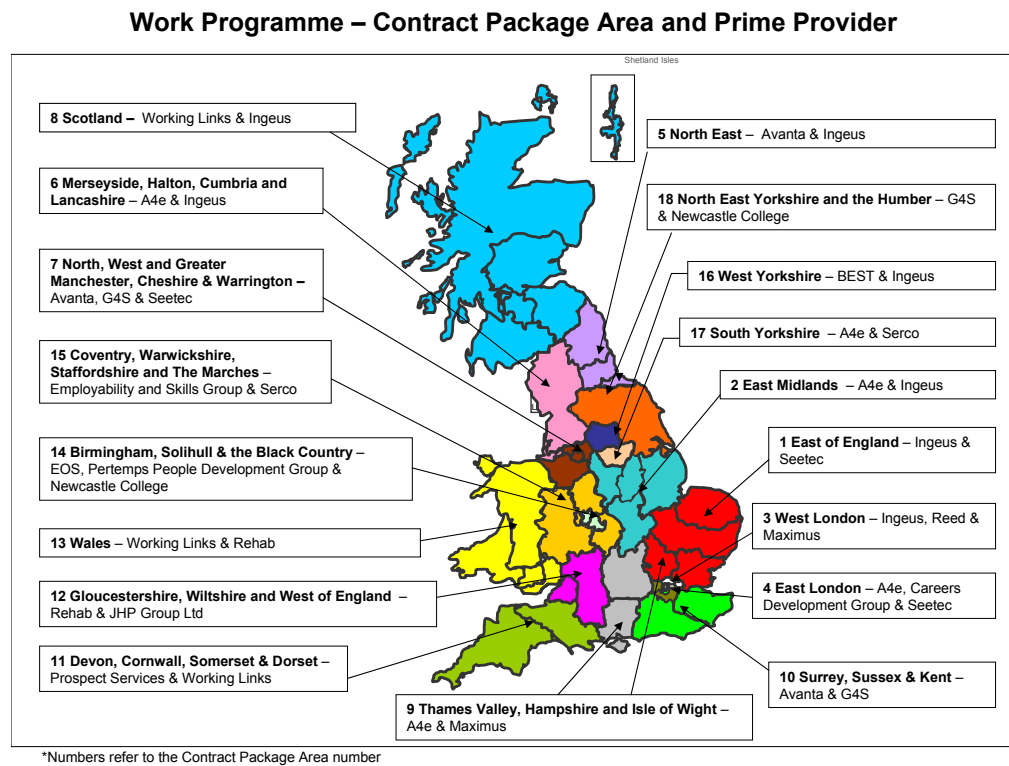 Work Programme – Contract Package Area and Prime Provider
Shetland Isles
8 Scotland – Working Links & Ingeus
6 Merseyside, Halton, Cumbria and
Lancashire – A4e & Ingeus
7 North, West and Greater
Manchester, Cheshire & Warrington –
Avanta, G4S & Seetec
15 Coventry, Warwickshire,
Staffordshire and The Marches –
Employability and Skills Group & Serco
14 Birmingham, Solihull & the Black Country –
EOS, Pertemps People Development Group &
Newcastle College
13 Wales – Working Links & Rehab
12 Gloucestershire, Wiltshire and West of England –
Rehab & JHP Group Ltd
11 Devon, Cornwall, Somerset & Dorset –
Prospect Services & Working Links
5 North East – Avanta & Ingeus
18 North East Yorkshire and the Humber – G4S
& Newcastle College
16 West Yorkshire – BEST & Ingeus
17 South Yorkshire – A4e & Serco
2 East Midlands – A4e & Ingeus
1 East of England – Ingeus &
Seetec
3 West London – Ingeus, Reed &
Maximus
4 East London – A4e, Careers
Development Group & Seetec
10 Surrey, Sussex & Kent –
Avanta & G4S
9 Thames Valley, Hampshire and Isle of Wight –
A4e & Maximus
*Numbers refer to the Contract Package Area number